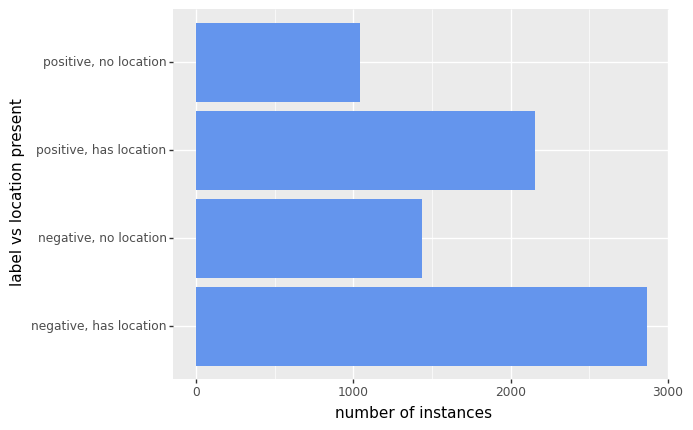 positive, no location
positive, has location
negative, no location
negative, has location
label vs location present
0 1000 2000 3000
number of instances